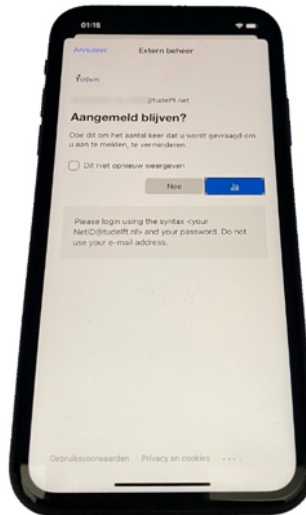 01:15
Annuleer Extern beheer
TU Delft
@tudelft.net
Aangemeld blijven?
Doe dit om het aantal keer dat u wordt gevraagd om
u aan te melden, te verminderen.
Dit niet opnieuw weergeven
Nee Ja
Please login using the syntax <your
NetID@tudelft.nl> and your password. Do not
use your e-mail address.
Gebruiksvoorwaarden Privacy en cookies ...